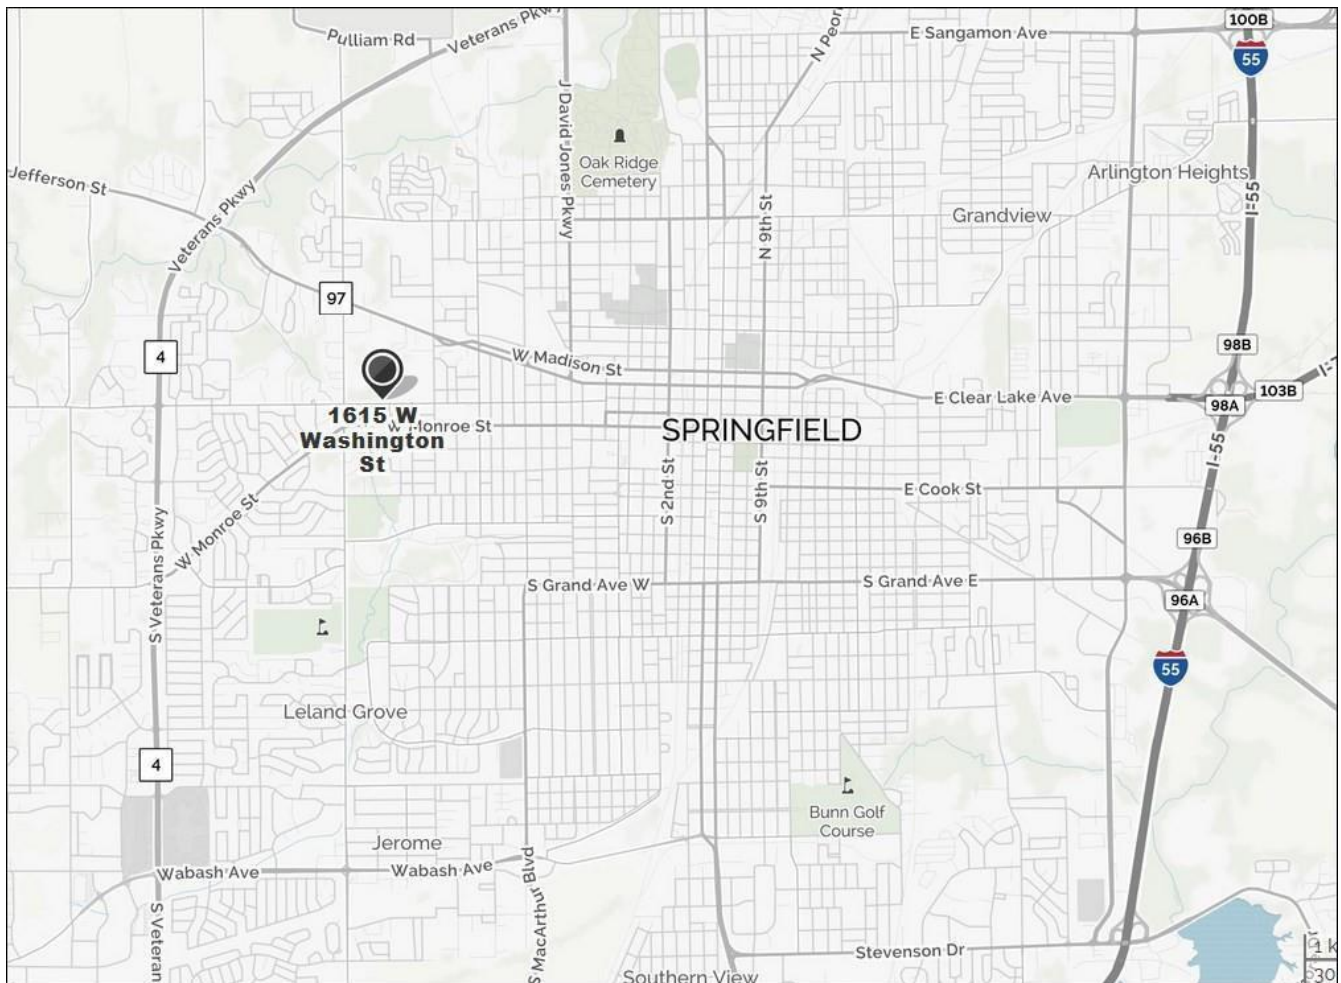 100B
Pulliam Rd
Veterans Pkwy
N Peor
E Sangamon Ave
55
J David Jones Pkwy
Oak Ridge
Cemetery
Jefferson St
Veterans Pkwy
Arlington Heights
I-55
Grandview
N 9th St
97
4
W Madison St
98B
I-7
103B
98A
E Clear Lake Ave
1615 W
Washington
St
W Monroe St
SPRINGFIELD
I-55
S 2nd St
S 9th St
E Cook St
W Monroe St
S Veterans Pkwy
96B
S Grand Ave W
S Grand Ave E
96A
55
Leland Grove
4
Bunn Golf
Course
Jerome
Wabash Ave
Wabash Ave
S MacArthur Blvd
S Veteran
Stevenson Dr
Southern View
1 k
30